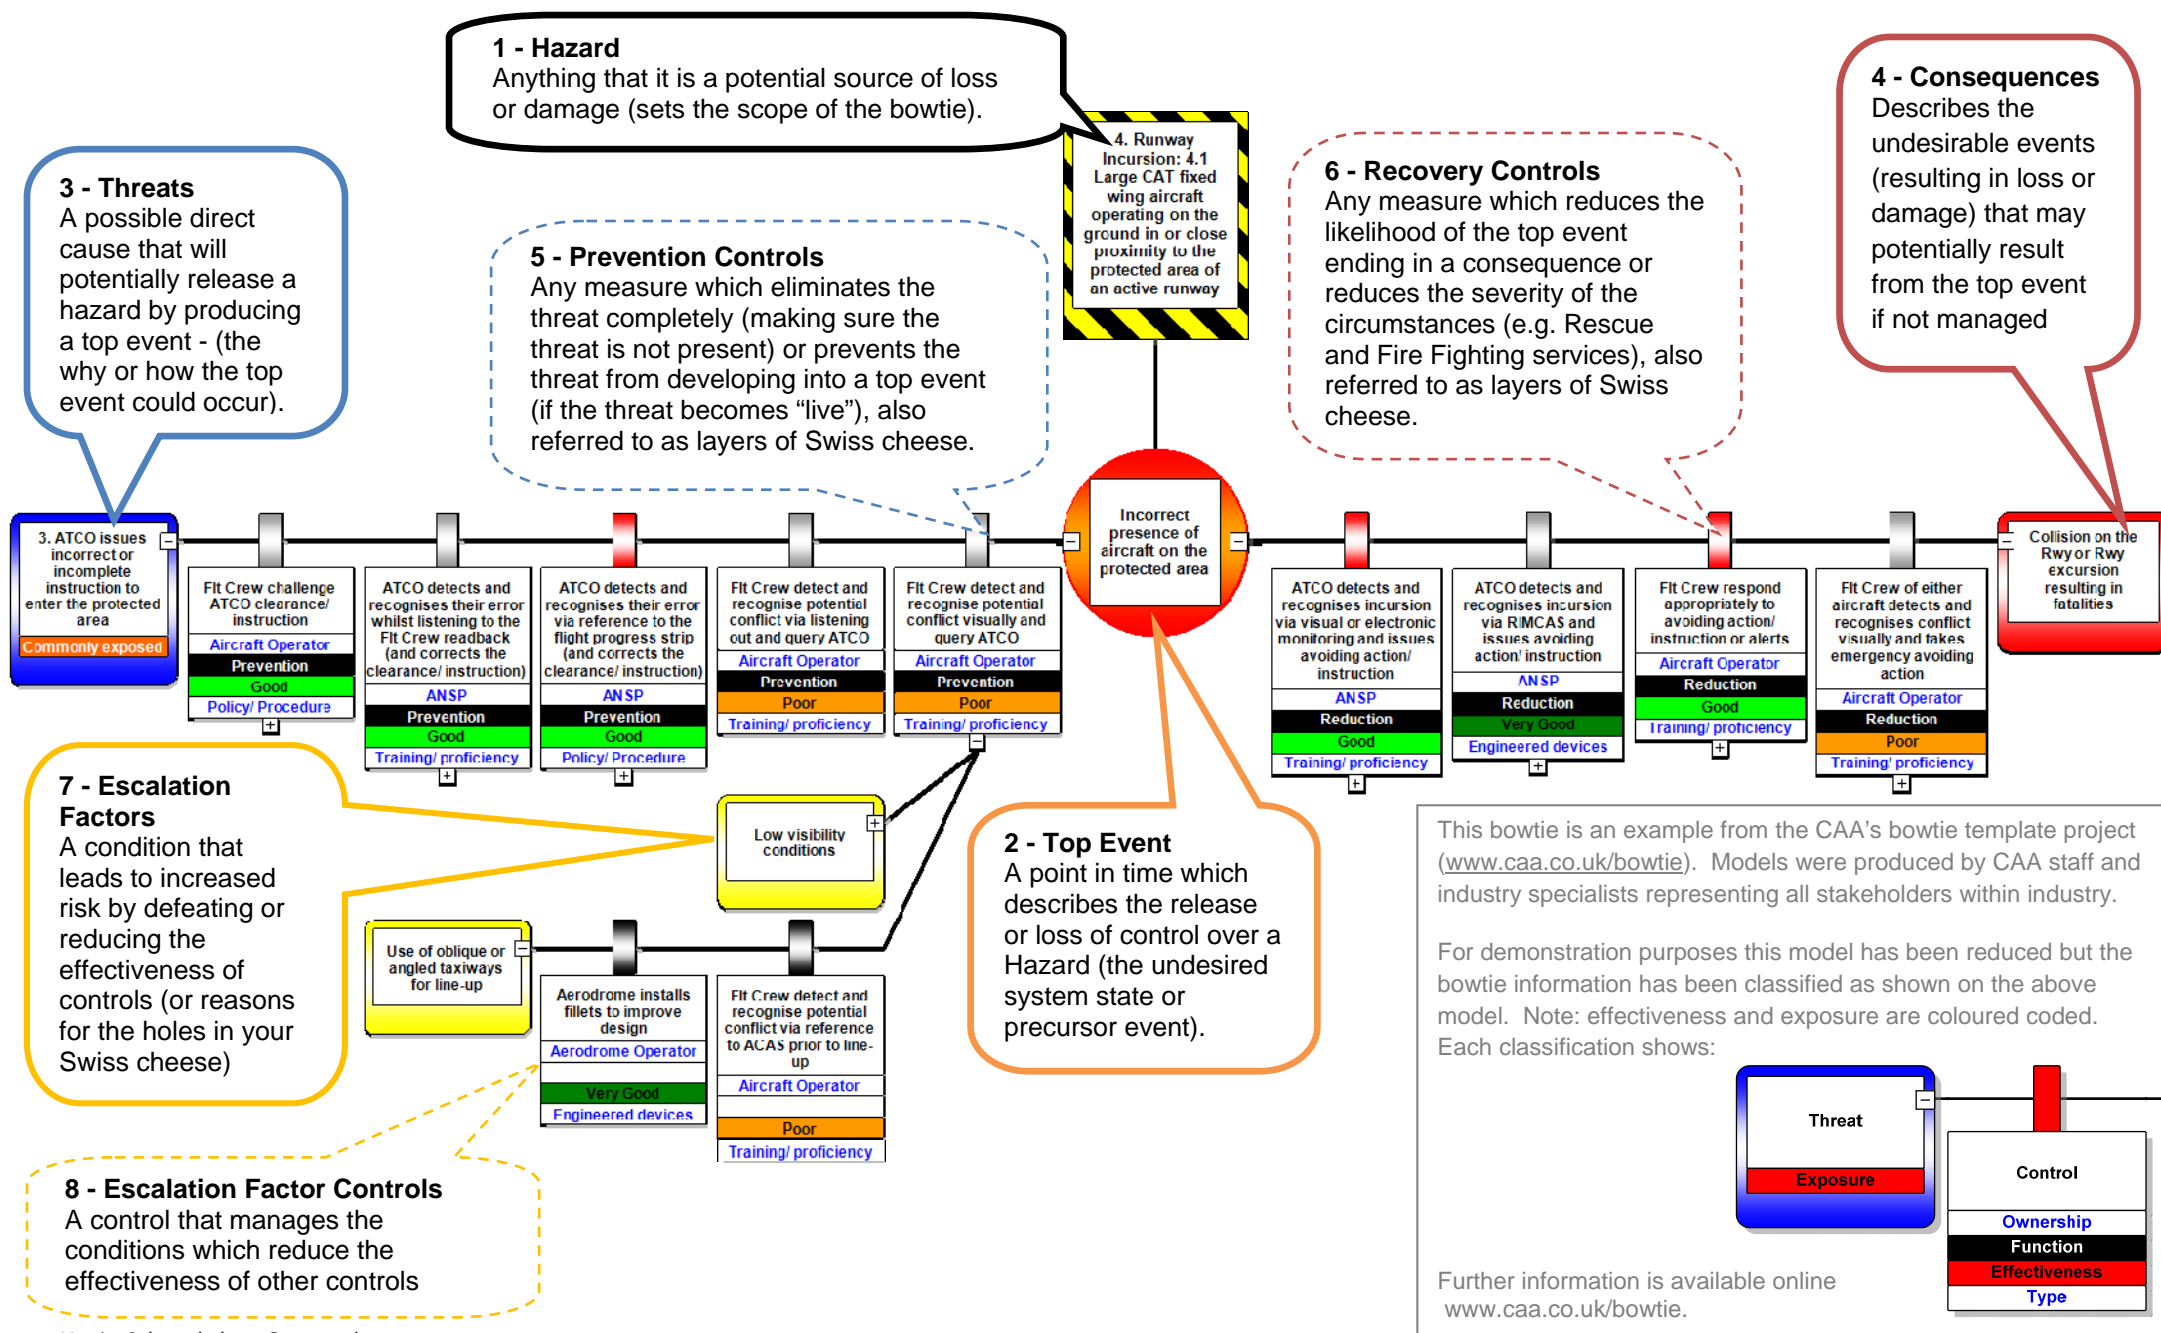 1 - Hazard
Anything that it is a potential source of loss
or damage (sets the scope of the bowtie).
4 - Consequences
Describes the
undesirable events
(resulting in loss or
damage) that may
potentially result
from the top event
if not managed
3 - Threats
A possible direct
cause that will
potentially release a
hazard by producing
a top event - (the
why or how the top
event could occur).
5 - Prevention Controls
Any measure which eliminates the
threat completely (making sure the
threat is not present) or prevents the
threat from developing into a top event
(if the threat becomes “live”), also
referred to as layers of Swiss cheese.
4. Runway
Incursion: 4.1
Large CAT fixed
wing aircraft
operating on the
ground in or close
proximity to the
protected area of
an active runway
6 - Recovery Controls
Any measure which reduces the
likelihood of the top event
ending in a consequence or
reduces the severity of the
circumstances (e.g. Rescue
and Fire Fighting services), also
referred to as layers of Swiss
cheese.
3. ATCO issues
incorrect or
incomplete
instruction to
enter the protected
area
Commonly exposed
Flt Crew challenge
ATCO clearance/
instruction
Aircraft Operator
Prevention
Good
Policy/ Procedure
ATCO detects and
recognises their error
whilst listening to the
Flt Crew readback
(and corrects the
clearance/ instruction)
ANSP
Prevention
Good
Training/ proficiency
ATCO detects and
recognises their error
via reference to the
flight progress strip
(and corrects the
clearance/ instruction)
ANSP
Prevention
Good
Policy/ Procedure
Flt Crew detect and
recognise potential
conflict via listening
out and query ATCO
Aircraft Operator
Prevention
Poor
Training/ proficiency
Flt Crew detect and
recognise potential
conflict visually and
query ATCO
Aircraft Operator
Prevention
Poor
Training/ proficiency
Incorrect
presence of
aircraft on the
protected area
ATCO detects and
recognises incursion
via visual or electronic
monitoring and issues
avoiding action/
instruction
ANSP
Reduction
Good
Training/ proficiency
ATCO detects and
recognises incursion
via RIMCAS and
issues avoiding
action/ instruction
ANSP
Reduction
Very Good
Engineered devices
Flt Crew respond
appropriately to
avoiding action/
instruction or alerts
Aircraft Operator
Reduction
Good
Training/ proficiency
Flt Crew of either
aircraft detects and
recognises conflict
visually and takes
emergency avoiding
action
Aircraft Operator
Reduction
Poor
Training/ proficiency
Collision on the
Rwy or Rwy
excursion
resulting in
fatalities
7 - Escalation
Factors
A condition that
leads to increased
risk by defeating or
reducing the
effectiveness of
controls (or reasons
for the holes in your
Swiss cheese)
Low visibility
conditions
Use of oblique or
angled taxiways
for line-up
Aerodrome installs
fillets to improve
design
Aerodrome Operator
Very Good
Engineered devices
Flt Crew detect and
recognise potential
conflict via reference
to ACAS prior to line-
up
Aircraft Operator
Poor
Training/ proficiency
2 - Top Event
A point in time which
describes the release
or loss of control over a
Hazard (the undesired
system state or
precursor event).
8 - Escalation Factor Controls
A control that manages the
conditions which reduce the
effectiveness of other controls
This bowtie is an example from the CAA’s bowtie template project
(www.caa.co.uk/bowtie).  Models were produced by CAA staff and
industry specialists representing all stakeholders within industry.
For demonstration purposes this model has been reduced but the
bowtie information has been classified as shown on the above
model.  Note: effectiveness and exposure are coloured coded.
Each classification shows:
Threat
Exposure
Control
Ownership
Function
Effectiveness
Type
Further information is available online
www.caa.co.uk/bowtie.